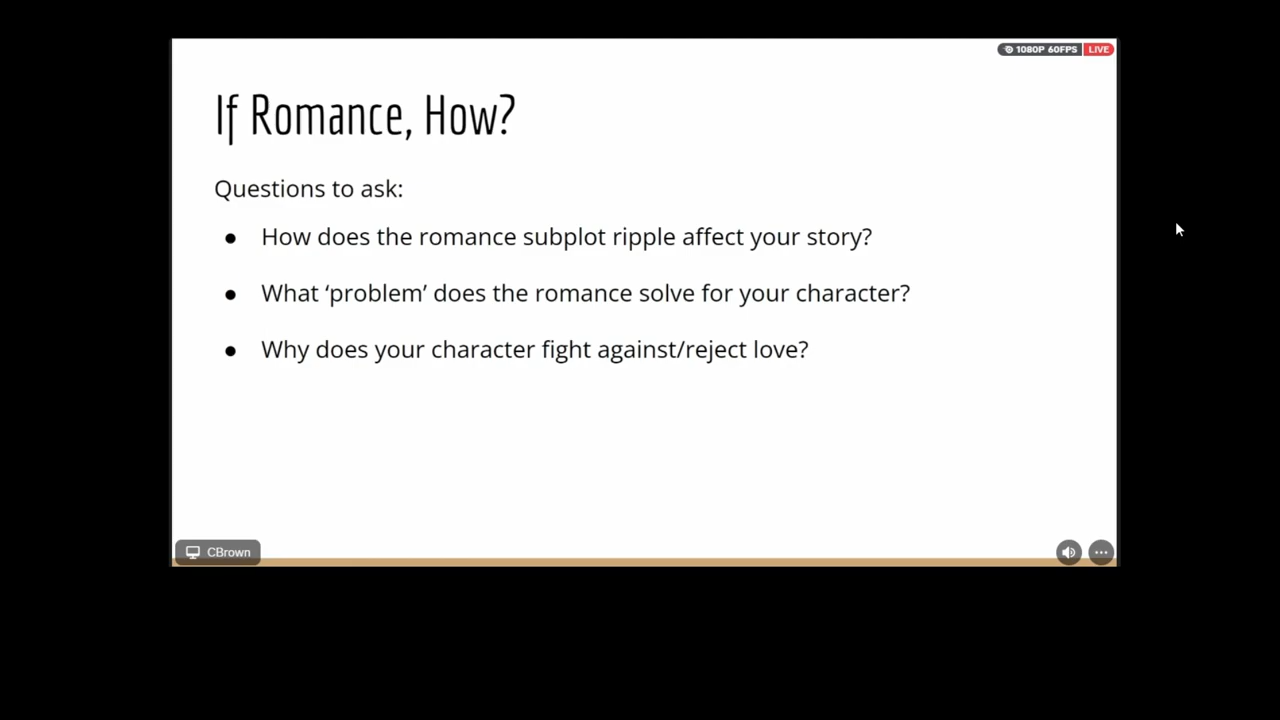 1080P 60FPS LIVE
If Romance, How?
Questions to ask:
● How does the romance subplot ripple affect your story?
● What ‘problem’ does the romance solve for your character?
● Why does your character fight against/reject love?
CBrown